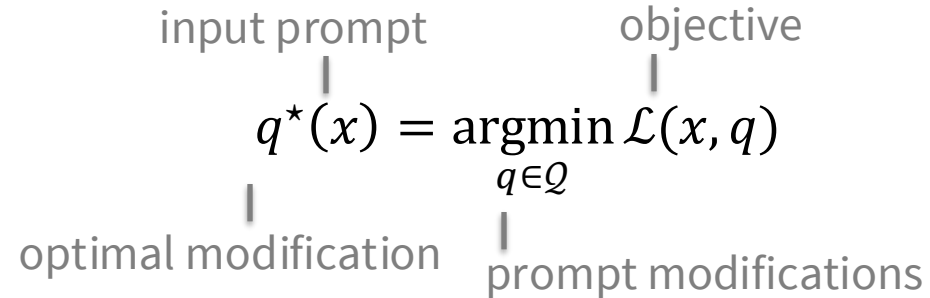 input prompt
objective
q⋆(x) = argmin ℒ(x, q)
q∈𝒬
optimal modification
prompt modifications